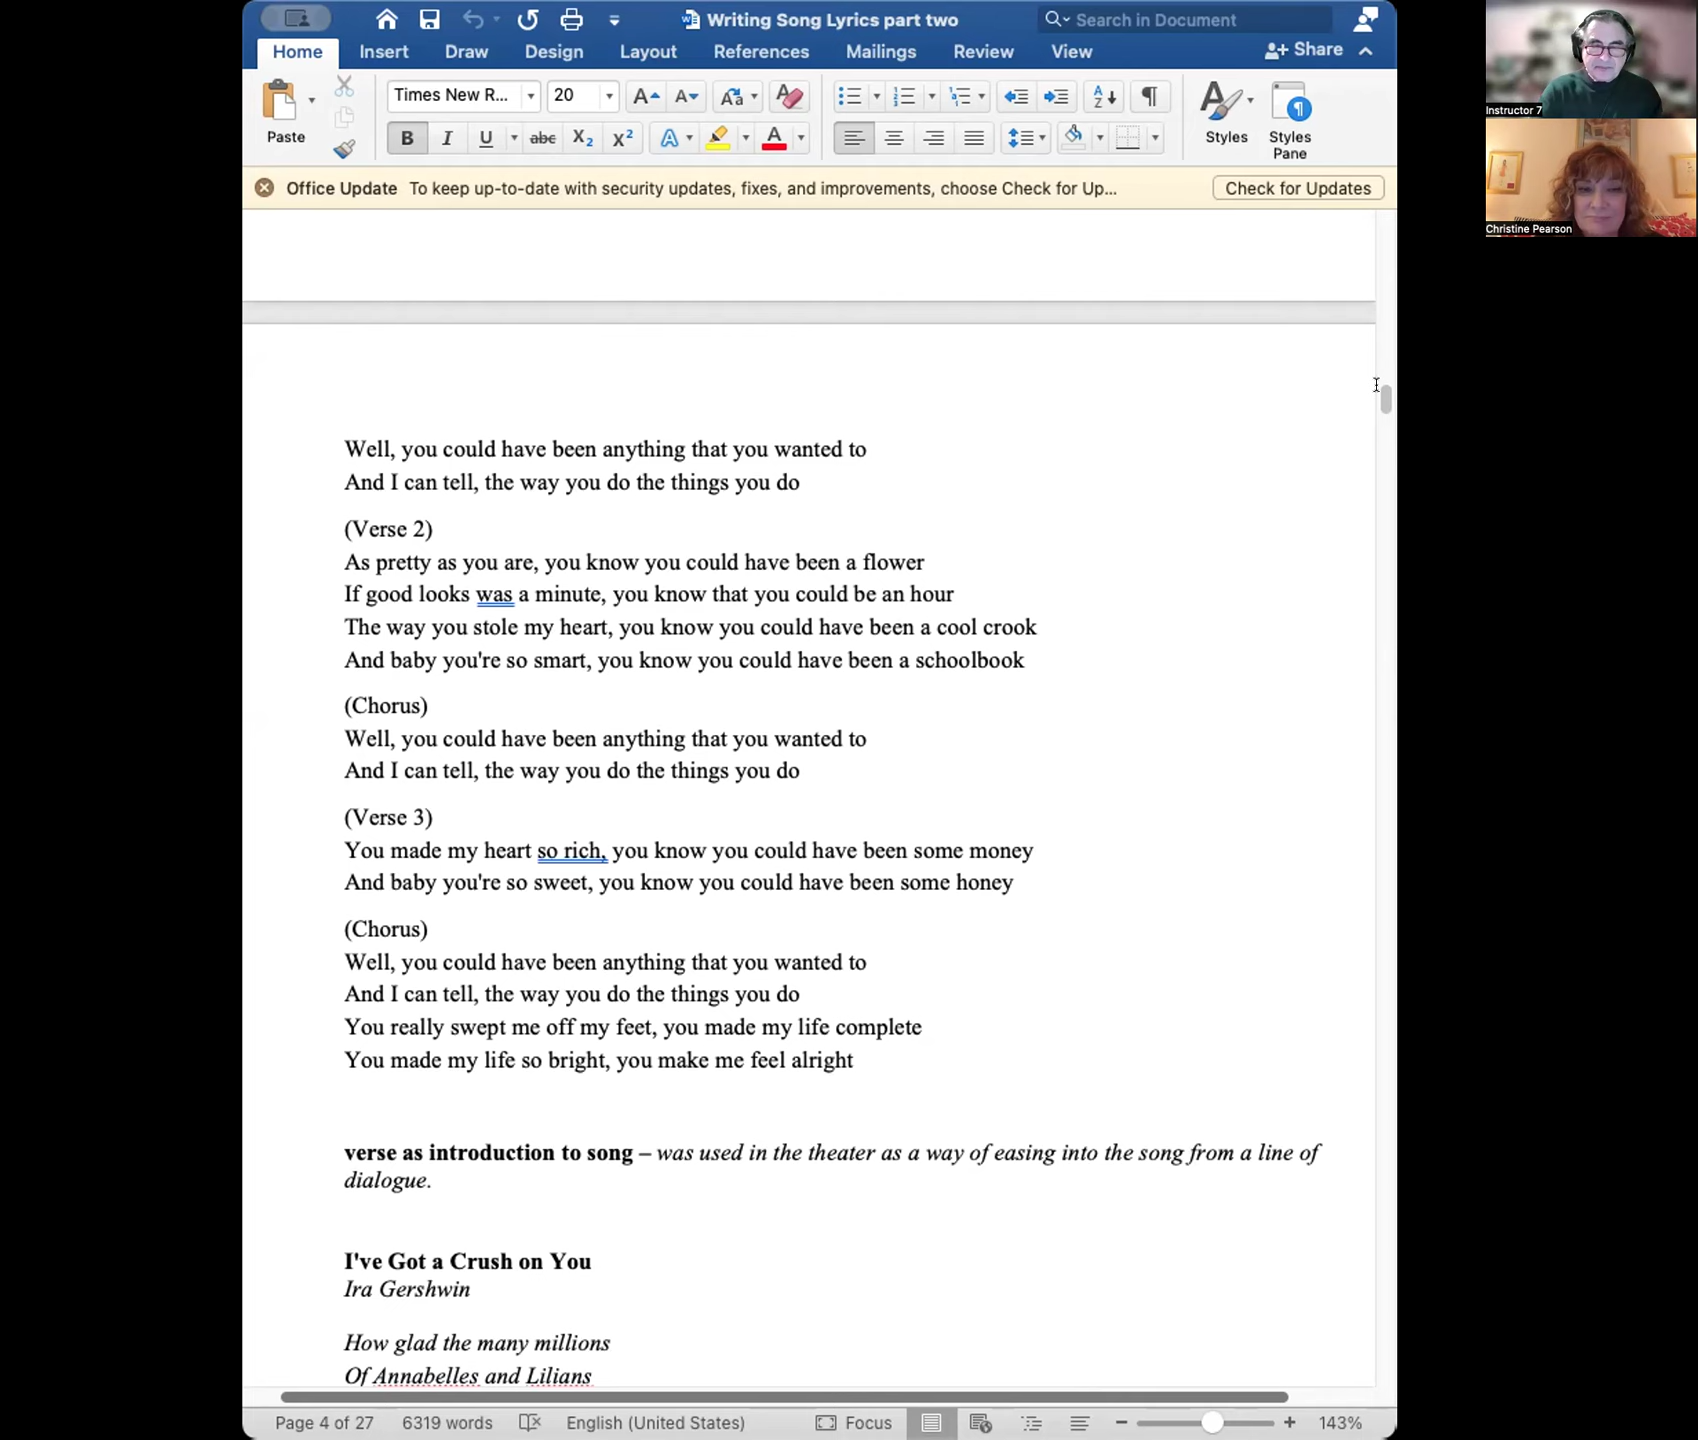 Writing Song Lyrics part two
Search in Document
Home
Insert
Draw
Design
Layout
References
Mailings
Review
View
Share
Paste
Times New R...
20
Styles
Styles Pane
Office Update To keep up-to-date with security updates, fixes, and improvements, choose Check for Up...
Check for Updates
Well, you could have been anything that you wanted to
And I can tell, the way you do the things you do
(Verse 2)
As pretty as you are, you know you could have been a flower
If good looks was a minute, you know that you could be an hour
The way you stole my heart, you know you could have been a cool crook
And baby you're so smart, you know you could have been a schoolbook
(Chorus)
Well, you could have been anything that you wanted to
And I can tell, the way you do the things you do
(Verse 3)
You made my heart so rich, you know you could have been some money
And baby you're so sweet, you know you could have been some honey
(Chorus)
Well, you could have been anything that you wanted to
And I can tell, the way you do the things you do
You really swept me off my feet, you made my life complete
You made my life so bright, you make me feel alright
verse as introduction to song – was used in the theater as a way of easing into the song from a line of
dialogue.
I've Got a Crush on You
Ira Gershwin
How glad the many millions
Of Annabelles and Lilians
Page 4 of 27
6319 words
English (United States)
Focus
143%
Instructor 7
Christine Pearson